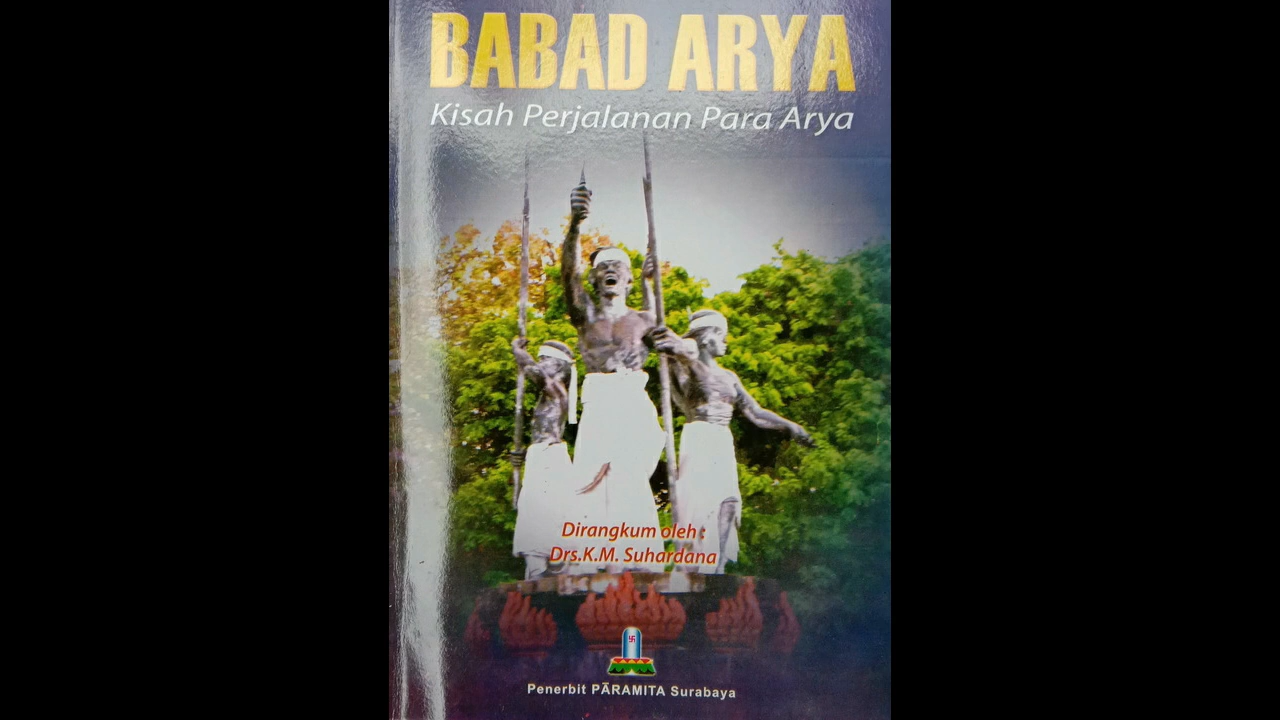 BABAD ARYA
Kisah Perjalanan Para Arya
Dirangkum oleh :
Drs.K.M. Suhardana
Penerbit PĀRAMITA Surabaya